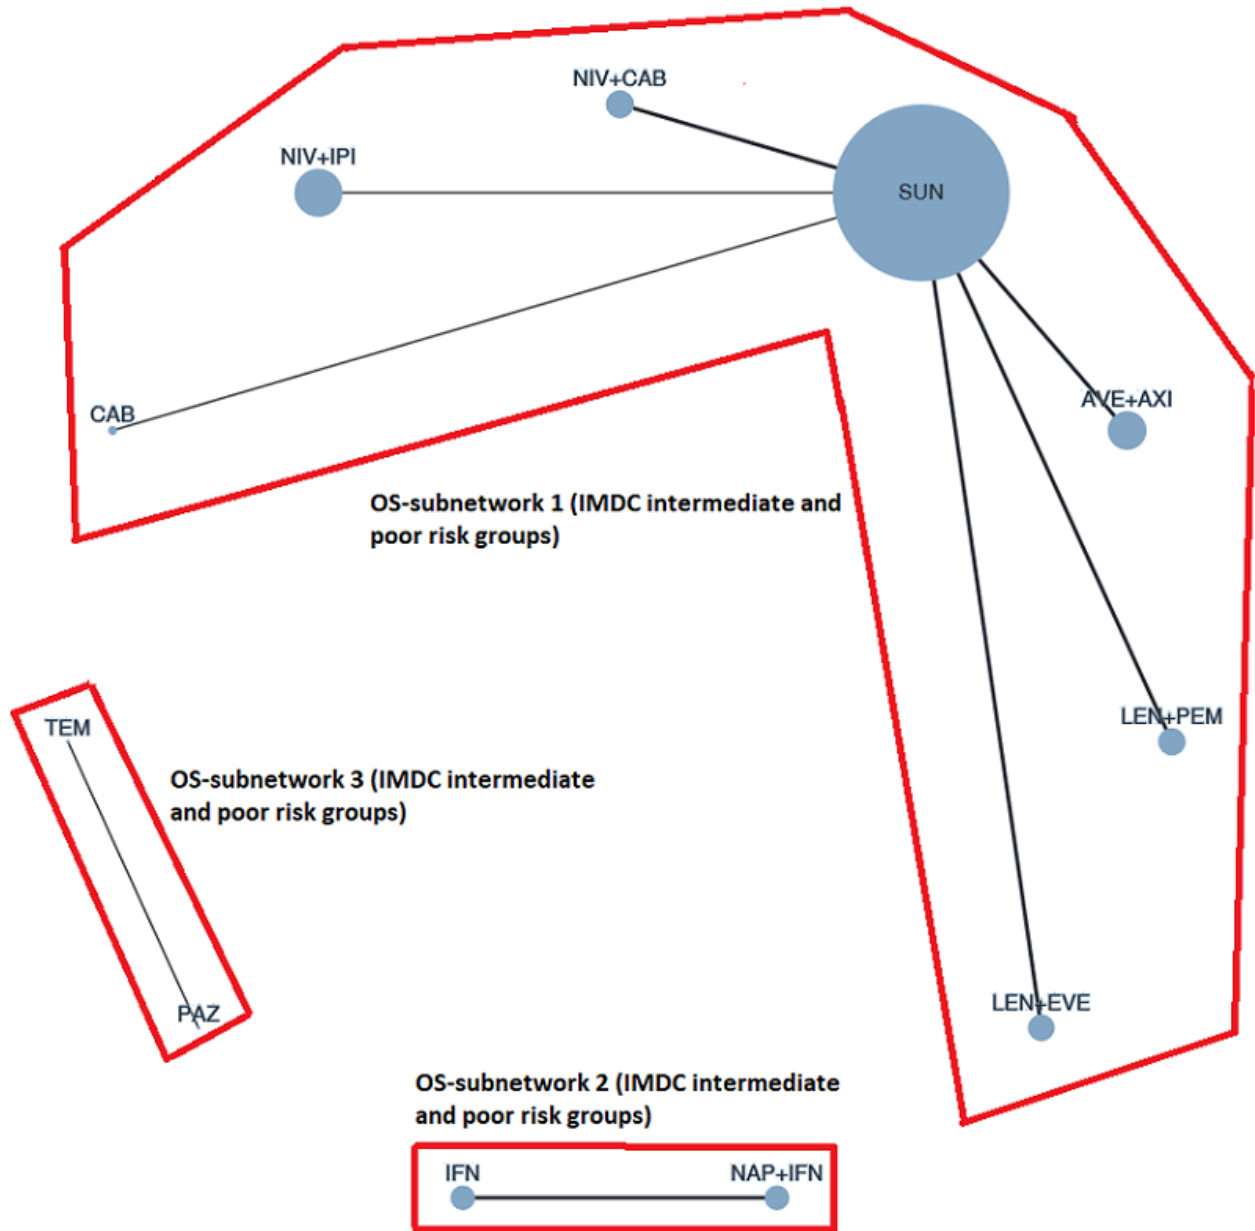 NIV+CAB
NIV+IPI
SUN
CAB
AVE+AXI
OS-subnetwork 1 (IMDC intermediate and
poor risk groups)
LEN+PEM
TEM
OS-subnetwork 3 (IMDC intermediate
and poor risk groups)
PAZ
LEN+EVE
OS-subnetwork 2 (IMDC intermediate
and poor risk groups)
IFN
NAP+IFN